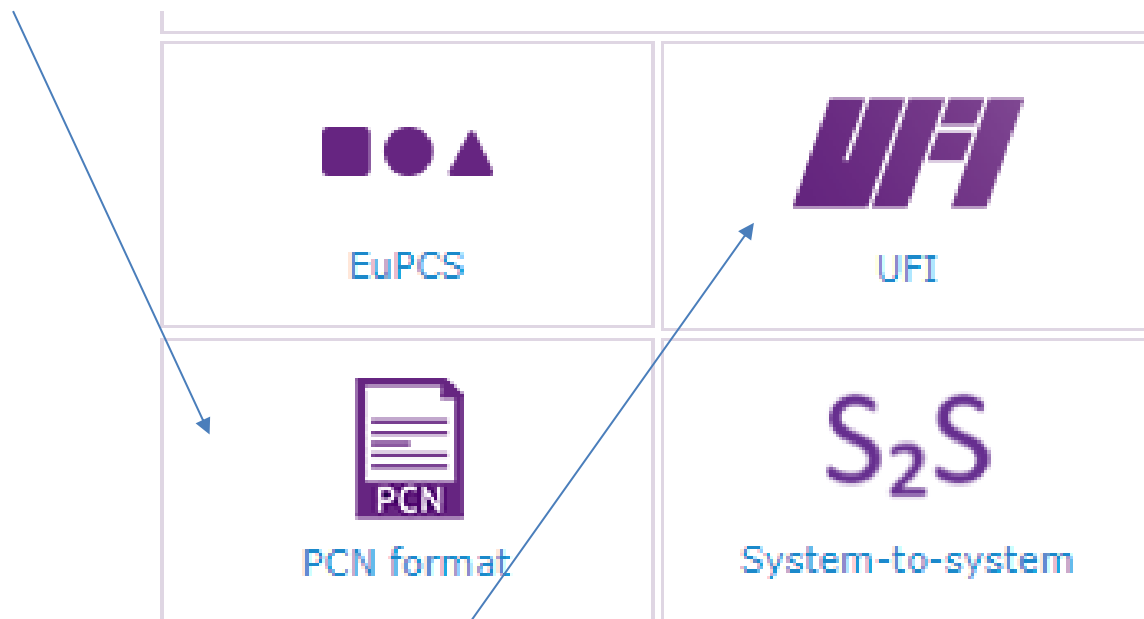 UFI
EuPCS
UFI
PCN
S₂S
PCN format
System-to-system